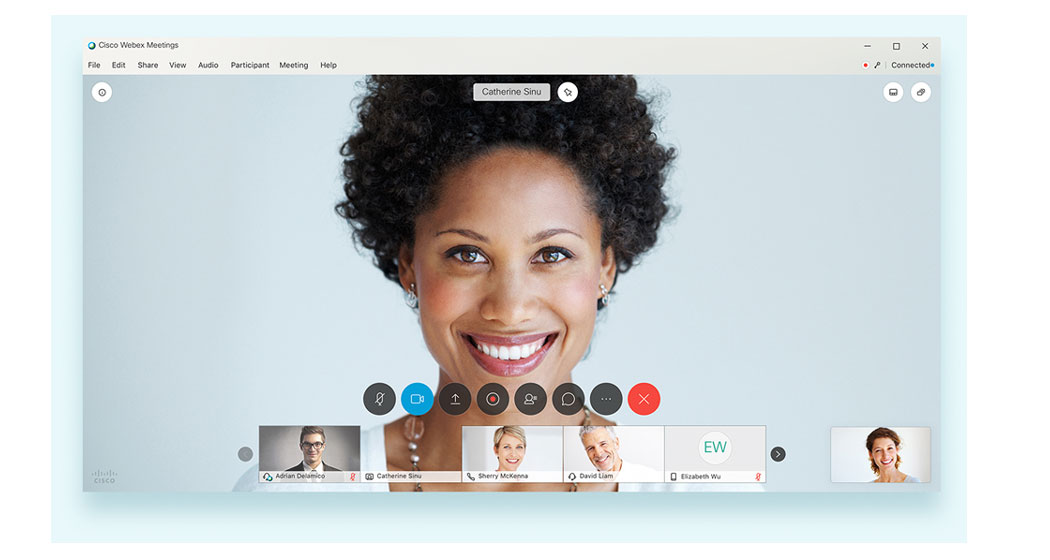 Cisco Webex Meetings
File Edit Share View Audio Participant Meeting Help
Connected
Catherine Sinu
EW
Adrian Delamico
Catherine Sinu
Sherry McKenna
David Liam
Elizabeth Wu
CISCO